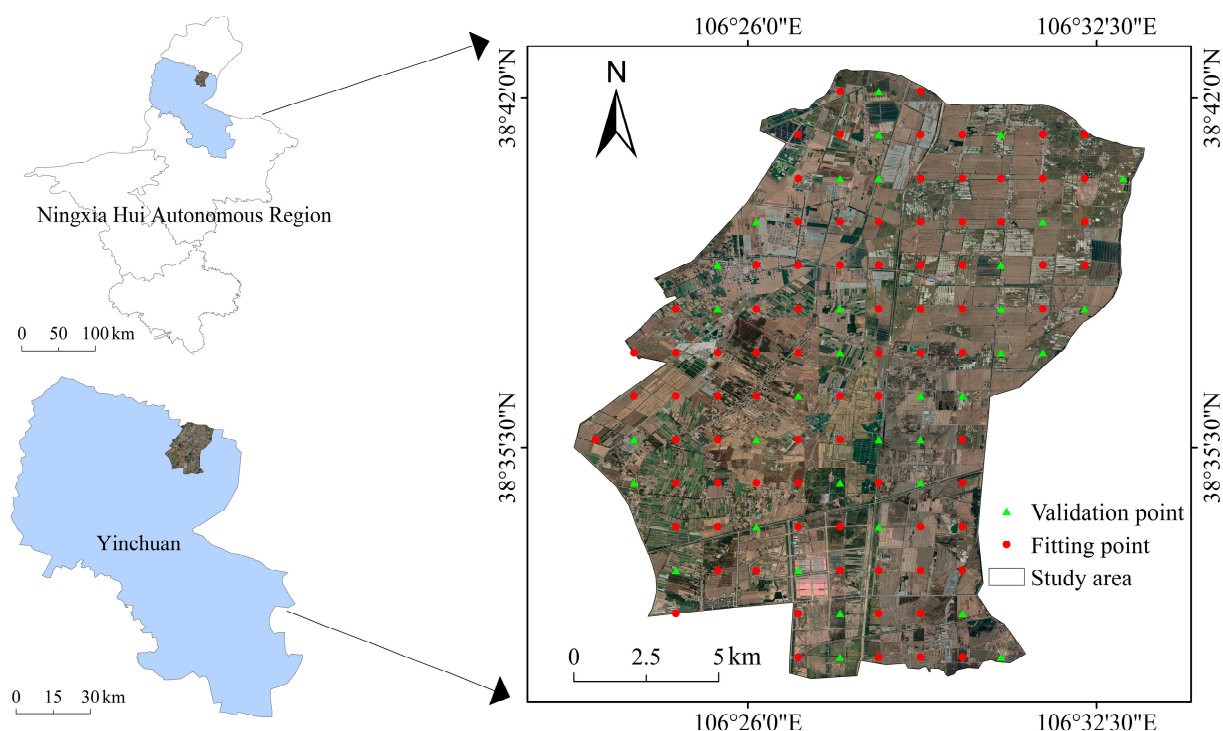 Ningxia Hui Autonomous Region
0 50 100 km
Yinchuan
0 15 30 km
106°26'0"E 106°32'30"E
38°42'0"N 38°42'0"N
N
38°35'30"N 38°35'30"N
Validation point
Fitting point
Study area
0 2.5 5 km
106°26'0"E 106°32'30"E